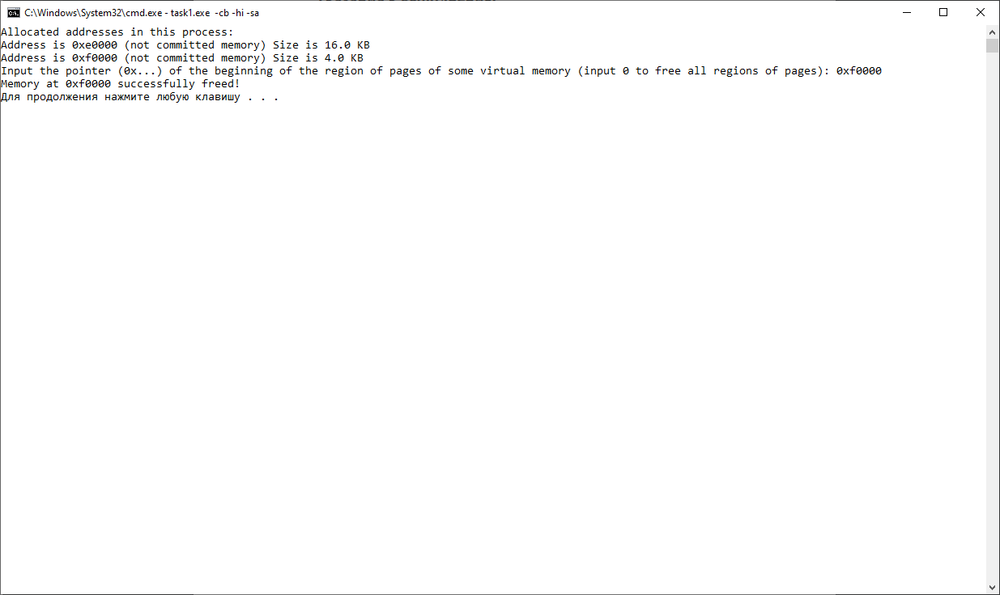 C:\Windows\System32\cmd.exe - task1.exe -cb -hi -sa
Allocated addresses in this process:
Address is 0xe0000 (not committed memory) Size is 16.0 KB
Address is 0xf0000 (not committed memory) Size is 4.0 KB
Input the pointer (0x...) of the beginning of the region of pages of some virtual memory (input 0 to free all regions of pages): 0xf0000
Memory at 0xf0000 successfully freed!
Для продолжения нажмите любую клавишу . . .